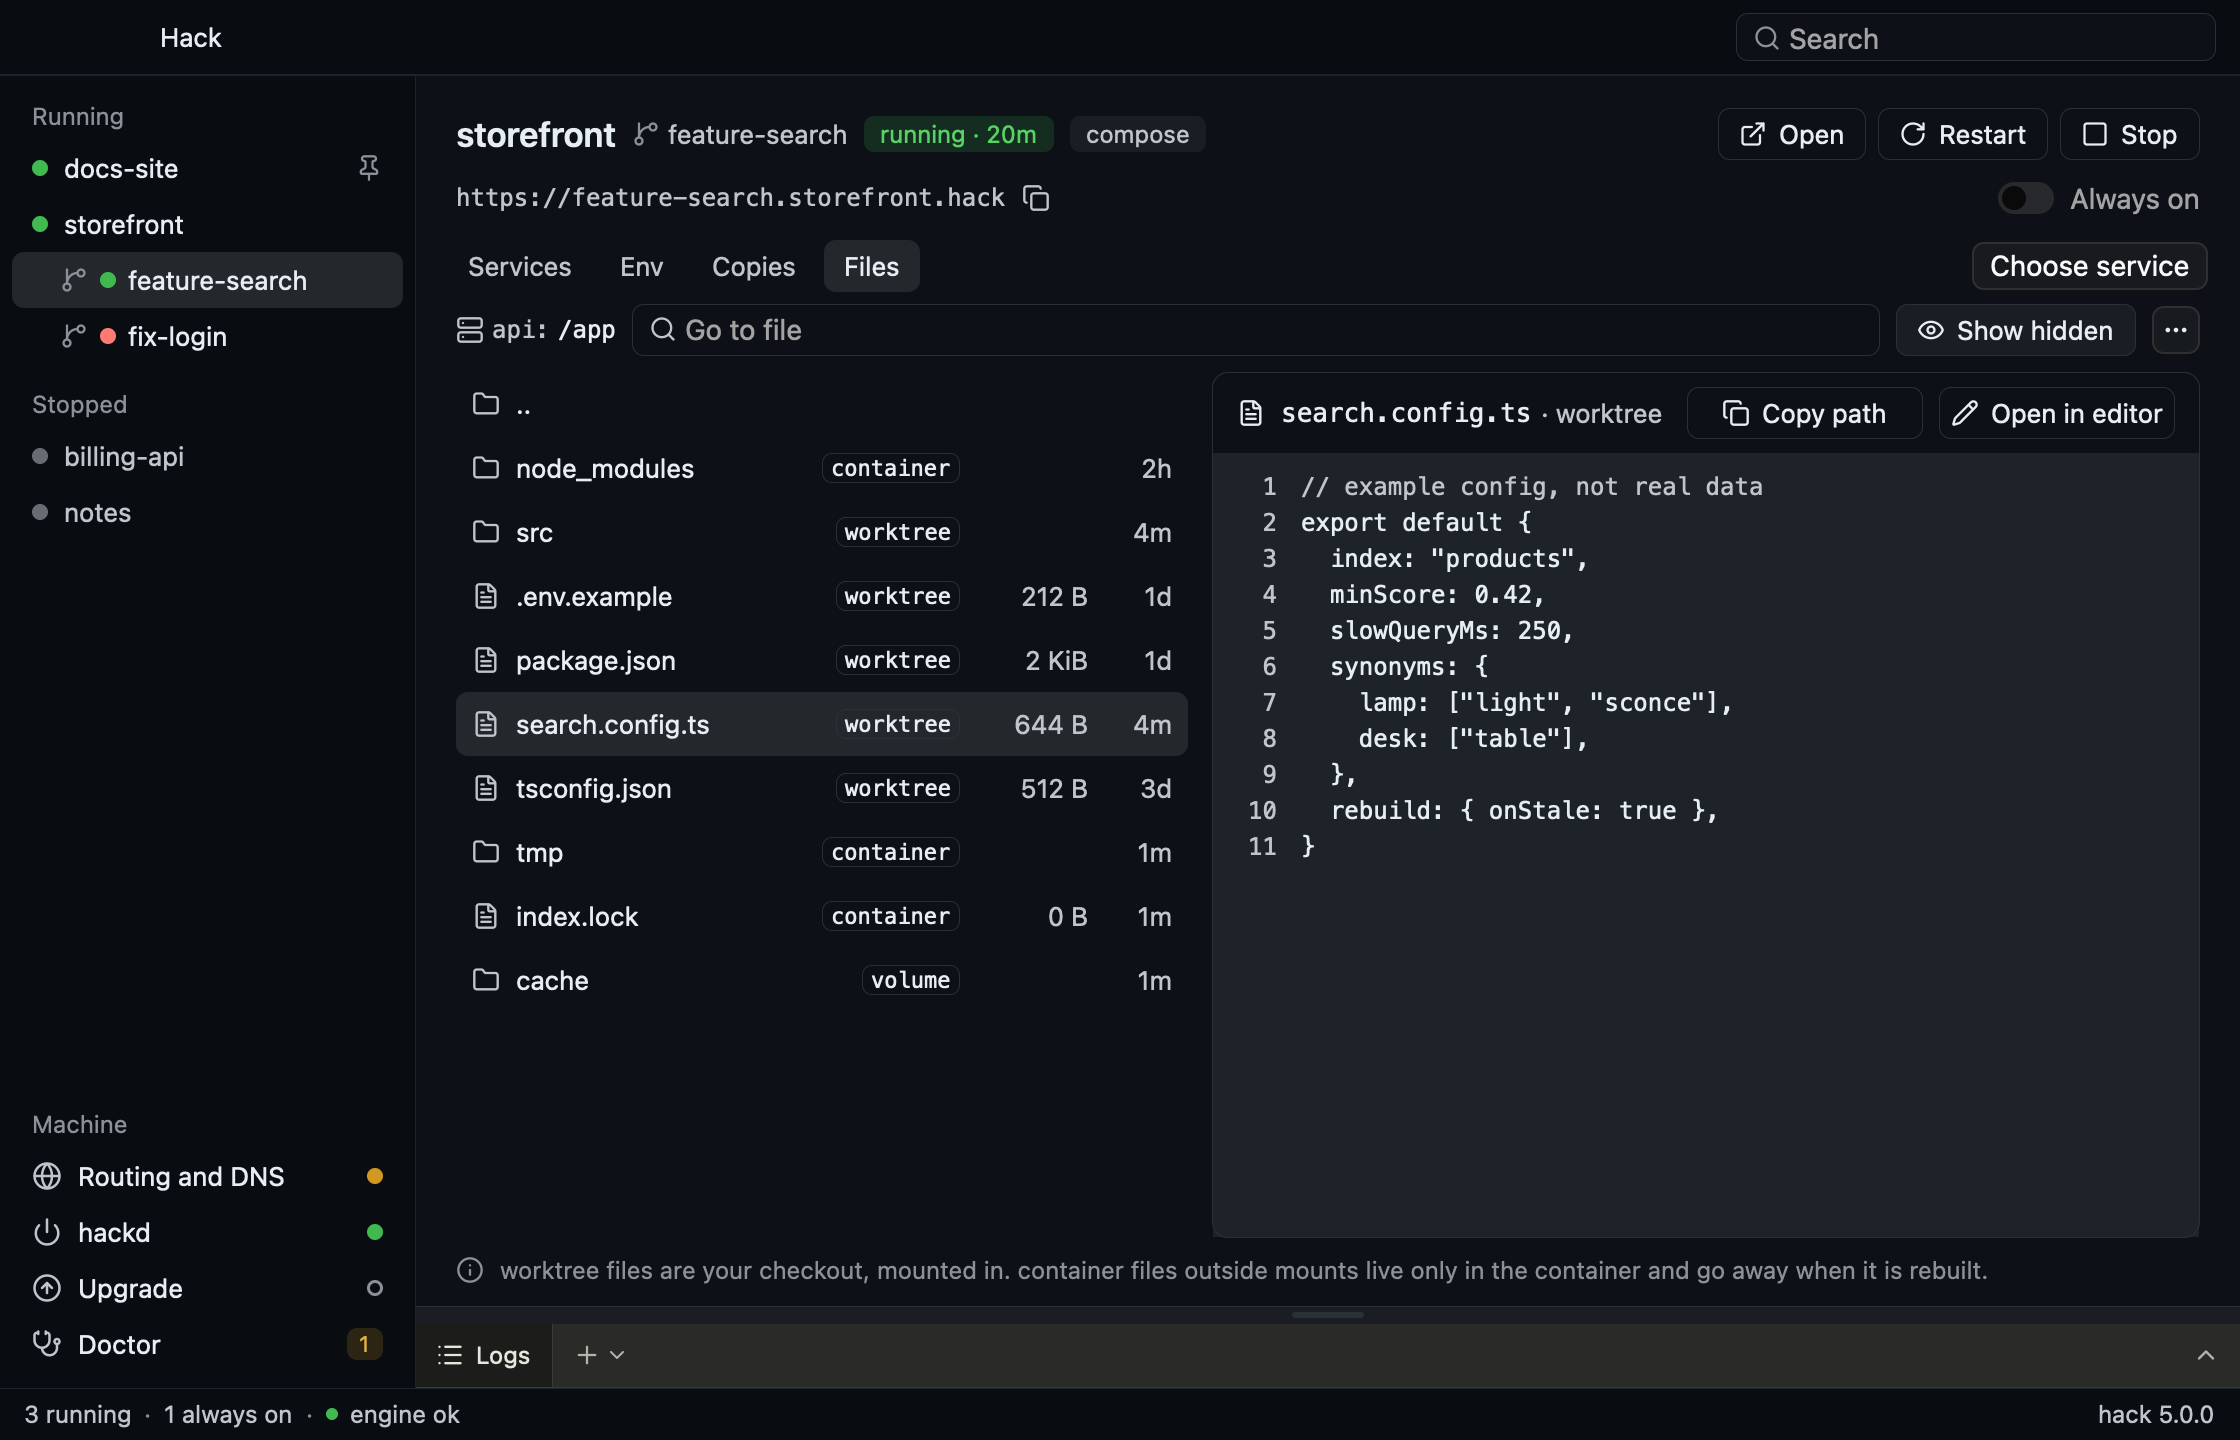 Hack
Search
Running
docs-site
storefront
feature-search
fix-login
Stopped
billing-api
notes
Machine
Routing and DNS
hackd
Upgrade
Doctor 1
storefront feature-search running · 20m compose
Open Restart Stop
https://feature-search.storefront.hack
Always on
Services Env Copies Files
Choose service
api: /app Go to file Show hidden ...
..
node_modules container 2h
src worktree 4m
.env.example worktree 212 B 1d
package.json worktree 2 KiB 1d
search.config.ts worktree 644 B 4m
tsconfig.json worktree 512 B 3d
tmp container 1m
index.lock container 0 B 1m
cache volume 1m
search.config.ts · worktree Copy path Open in editor
1 // example config, not real data
2 export default {
3   index: "products",
4   minScore: 0.42,
5   slowQueryMs: 250,
6   synonyms: {
7     lamp: ["light", "sconce"],
8     desk: ["table"],
9   },
10   rebuild: { onStale: true },
11 }
worktree files are your checkout, mounted in. container files outside mounts live only in the container and go away when it is rebuilt.
Logs
3 running · 1 always on · engine ok
hack 5.0.0